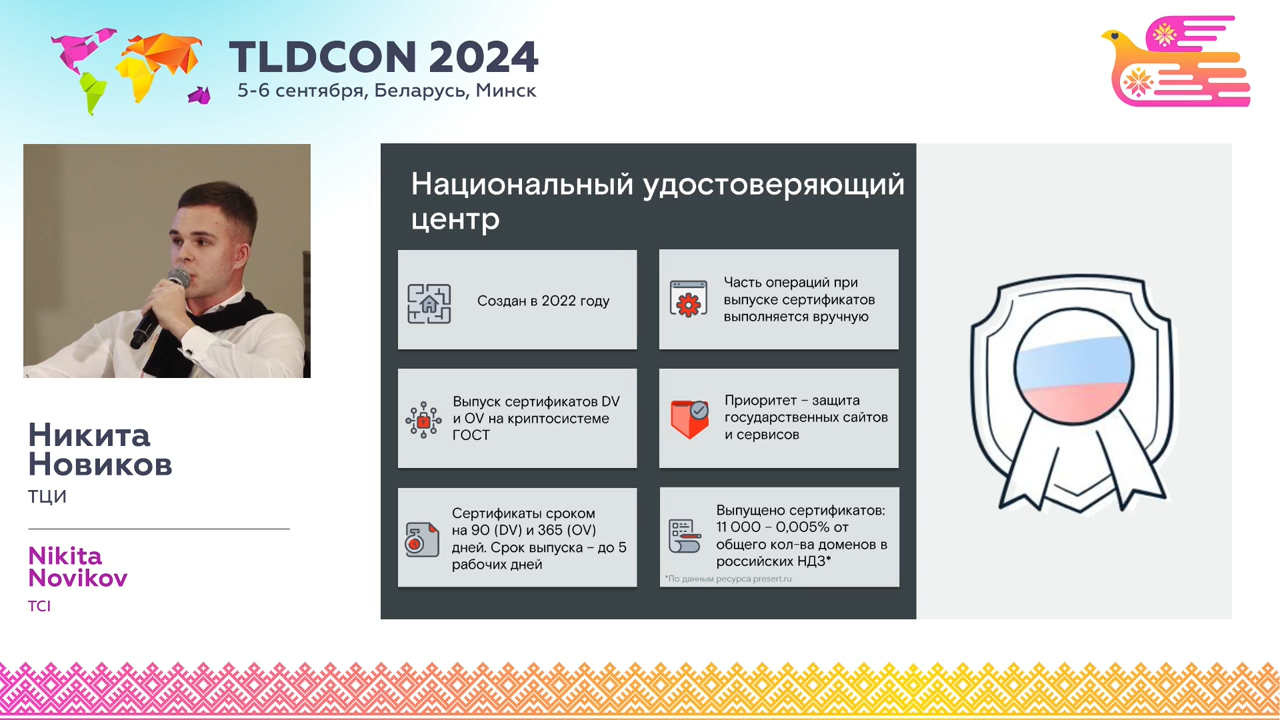 TLDCON 2024
5-6 сентября, Беларусь, Минск
Никита
Новиков
ТЦИ
Nikita
Novikov
TCI
Национальный удостоверяющий
центр
Создан в 2022 году
Часть операций при
выпуске сертификатов
выполняется вручную
Выпуск сертификатов DV
и OV на криптосистеме
ГОСТ
Приоритет – защита
государственных сайтов
и сервисов
Сертификаты сроком
на 90 (DV) и 365 (OV)
дней. Срок выпуска – до 5
рабочих дней
Выпущено сертификатов:
11 000 – 0,005% от
общего кол-ва доменов в
российских НДЗ*
*По данным ресурса presert.ru